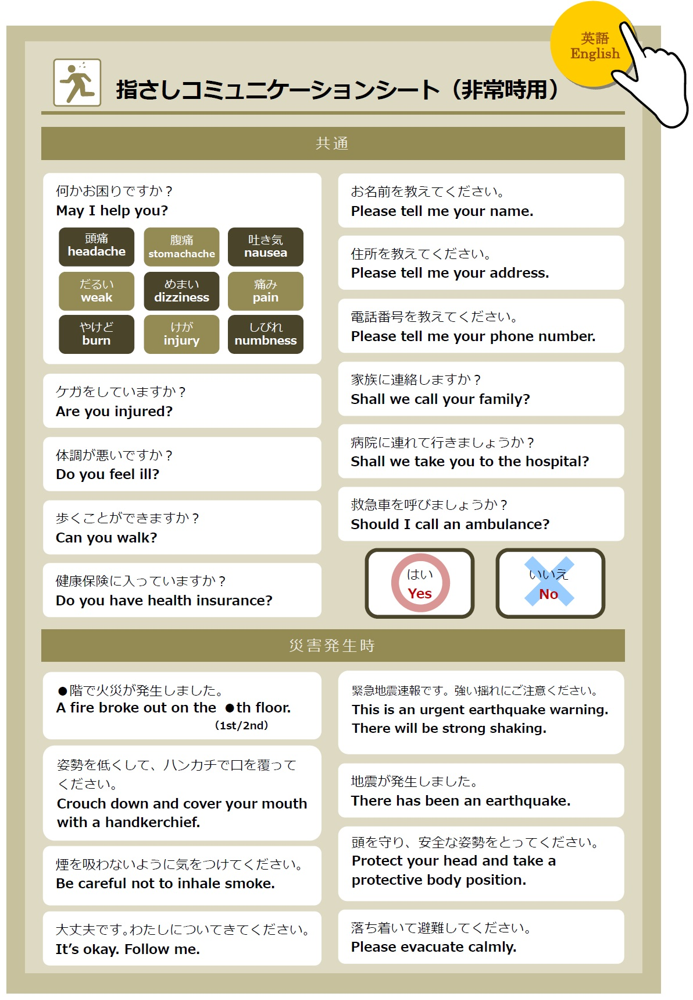 英語
English
指さしコミュニケーションシート（非常時用）
共通
何かお困りですか？
May I help you?
頭痛
headache
腹痛
stomachache
吐き気
nausea
だるい
weak
めまい
dizziness
痛み
pain
やけど
burn
けが
injury
しびれ
numbness
ケガをしていますか？
Are you injured?
体調が悪いですか？
Do you feel ill?
歩くことができますか？
Can you walk?
健康保険に入っていますか？
Do you have health insurance?
お名前を教えてください。
Please tell me your name.
住所を教えてください。
Please tell me your address.
電話番号を教えてください。
Please tell me your phone number.
家族に連絡しますか？
Shall we call your family?
病院に連れて行きましょうか？
Shall we take you to the hospital?
救急車を呼びましょうか？
Should I call an ambulance?
はい
Yes
いいえ
No
災害発生時
●階で火災が発生しました。
A fire broke out on the ●th floor.
（1st/2nd）
姿勢を低くして、ハンカチで口を覆って
ください。
Crouch down and cover your mouth
with a handkerchief.
煙を吸わないように気をつけてください。
Be careful not to inhale smoke.
大丈夫です。わたしについてきてください。
It’s okay. Follow me.
緊急地震速報です。強い揺れにご注意ください。
This is an urgent earthquake warning.
There will be strong shaking.
地震が発生しました。
There has been an earthquake.
頭を守り、安全な姿勢をとってください。
Protect your head and take a
protective body position.
落ち着いて避難してください。
Please evacuate calmly.